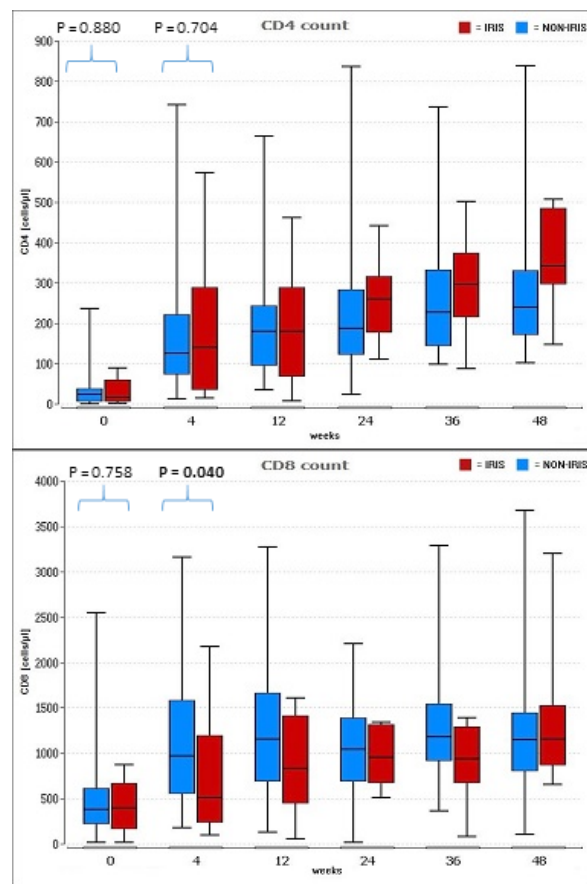 P = 0.880 P = 0.704 CD4 count = IRIS = NON-IRIS
900
800
700
600
500
400
300
200
100
0
CD4 [cells/µl]
0 4 12 24 36 48
weeks
P = 0.758 P = 0.040 CD8 count = IRIS = NON-IRIS
4000
3500
3000
2500
2000
1500
1000
500
0
CD8 [cells/µl]
0 4 12 24 36 48
weeks